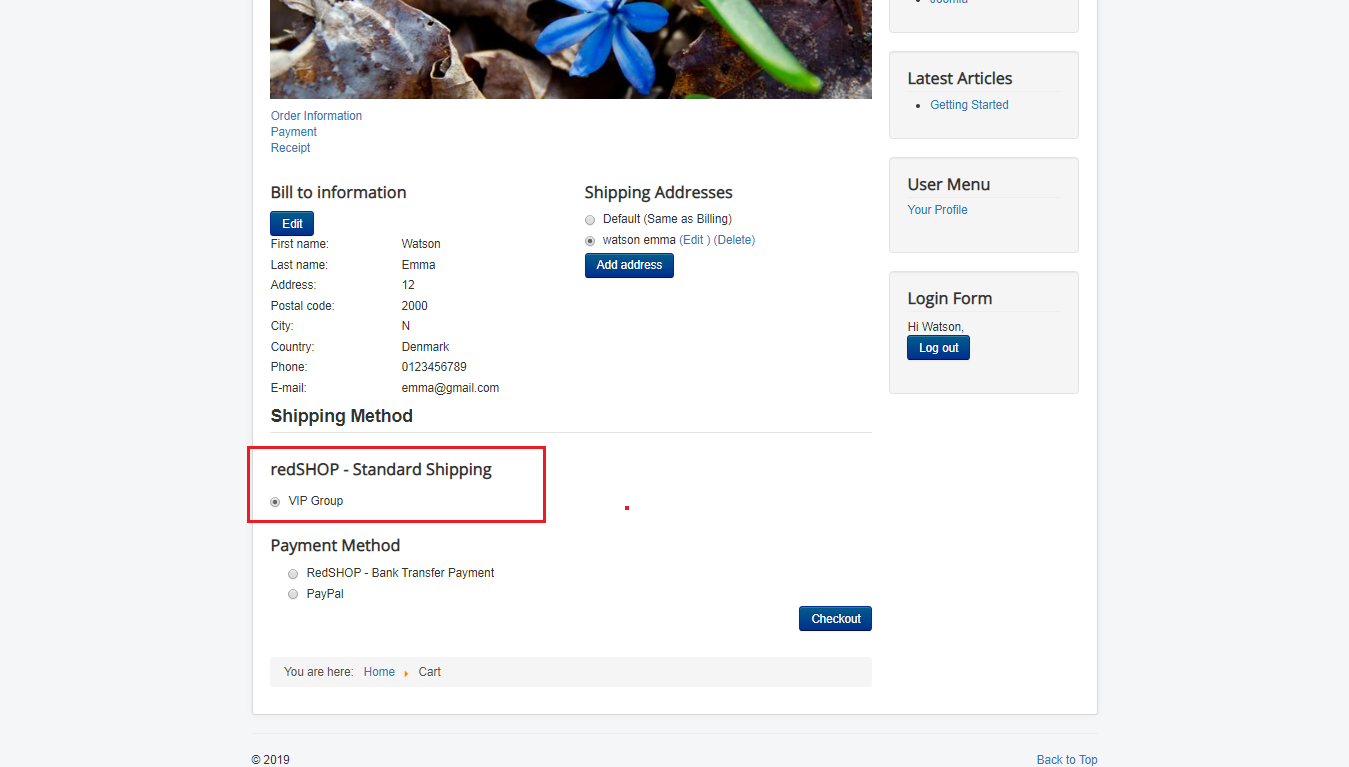 Order Information
Payment
Receipt
Bill to information
Edit
First name: Watson
Last name: Emma
Address: 12
Postal code: 2000
City: N
Country: Denmark
Phone: 0123456789
E-mail: emma@gmail.com
Shipping Addresses
Default (Same as Billing)
watson emma (Edit ) (Delete)
Add address
Shipping Method
redSHOP - Standard Shipping
VIP Group
Payment Method
RedSHOP - Bank Transfer Payment
PayPal
Checkout
You are here: Home Cart
Joomla
Latest Articles
Getting Started
User Menu
Your Profile
Login Form
Hi Watson,
Log out
© 2019
Back to Top